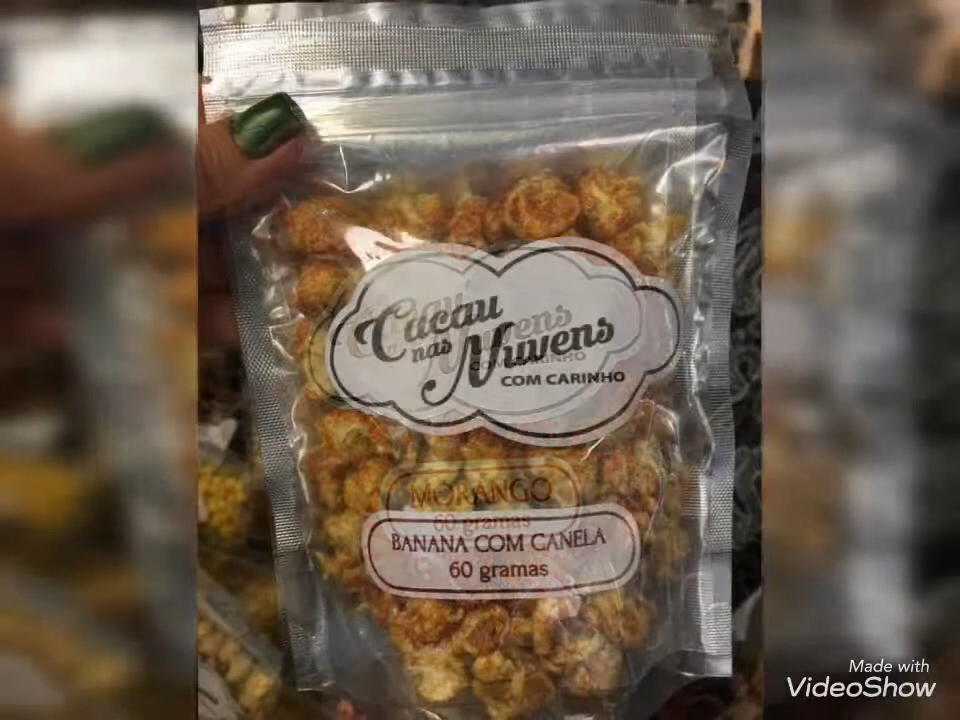 Cacau
nas Nuvens
COM CARINHO
MORANGO
60 gramas
BANANA COM CANELA
60 gramas
Made with
VideoShow